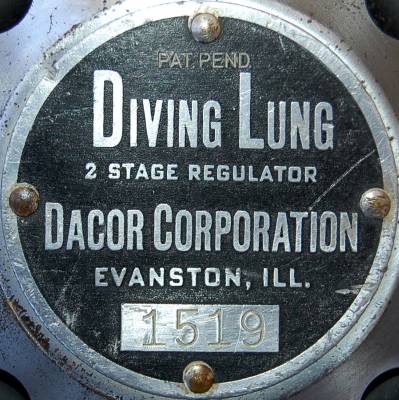 PAT. PEND.
DIVING LUNG
2 STAGE REGULATOR
DACOR CORPORATION
EVANSTON, ILL.
1519